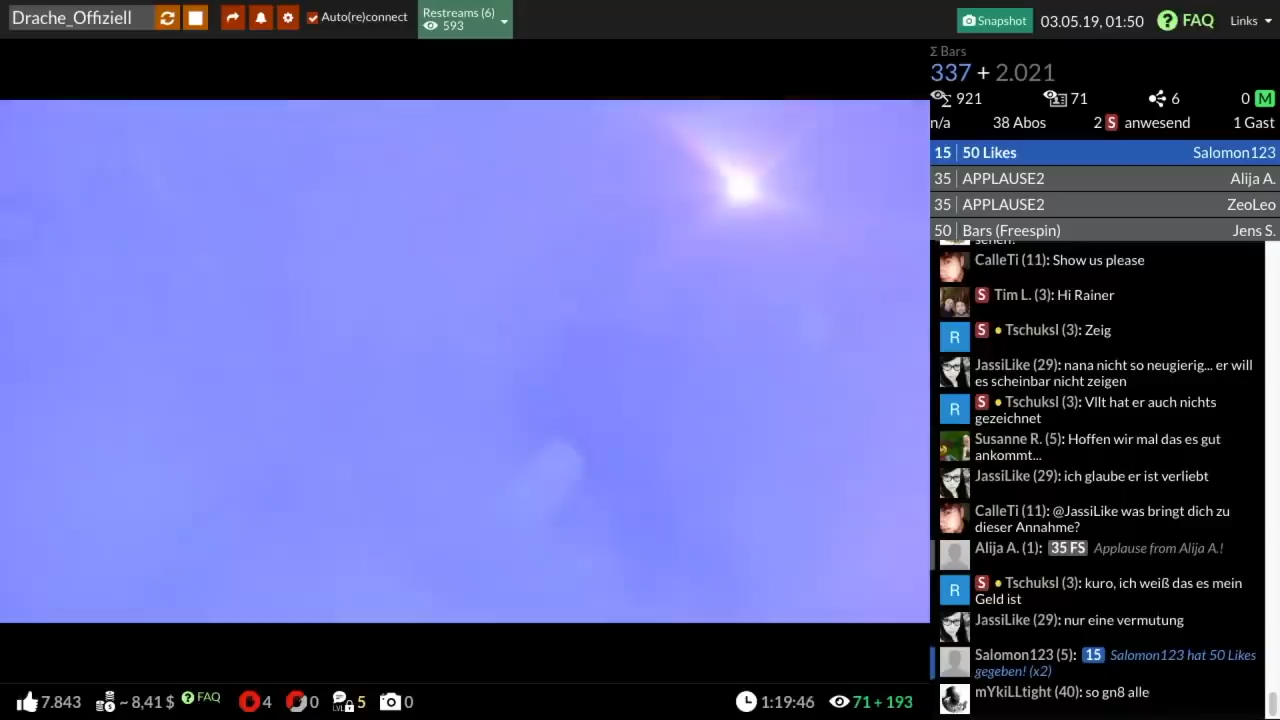 Drache_Offiziell
Auto(re)connect
Restreams (6)
593
Snapshot
03.05.19, 01:50
FAQ
Links
Σ Bars
337 + 2.021
Σ 921
71
6
0 M
n/a
38 Abos
2 S anwesend
1 Gast
15 50 Likes Salomon123
35 APPLAUSE2 Alija A.
35 APPLAUSE2 ZeoLeo
50 Bars (Freespin) Jens S.
sehen!
CalleTi (11): Show us please
S Tim L. (3): Hi Rainer
R S • Tschuksl (3): Zeig
JassiLike (29): nana nicht so neugierig... er will
es scheinbar nicht zeigen
R S • Tschuksl (3): Vllt hat er auch nichts
gezeichnet
Susanne R. (5): Hoffen wir mal das es gut
ankommt...
JassiLike (29): ich glaube er ist verliebt
CalleTi (11): @JassiLike was bringt dich zu
dieser Annahme?
Alija A. (1): 35 FS Applause from Alija A.!
R S • Tschuksl (3): kuro, ich weiß das es mein
Geld ist
JassiLike (29): nur eine vermutung
Salomon123 (5): 15 Salomon123 hat 50 Likes
gegeben! (x2)
mYkiLLtight (40): so gn8 alle
7.843
~ 8,41 $
FAQ
4
0
5
0
1:19:46
71 + 193